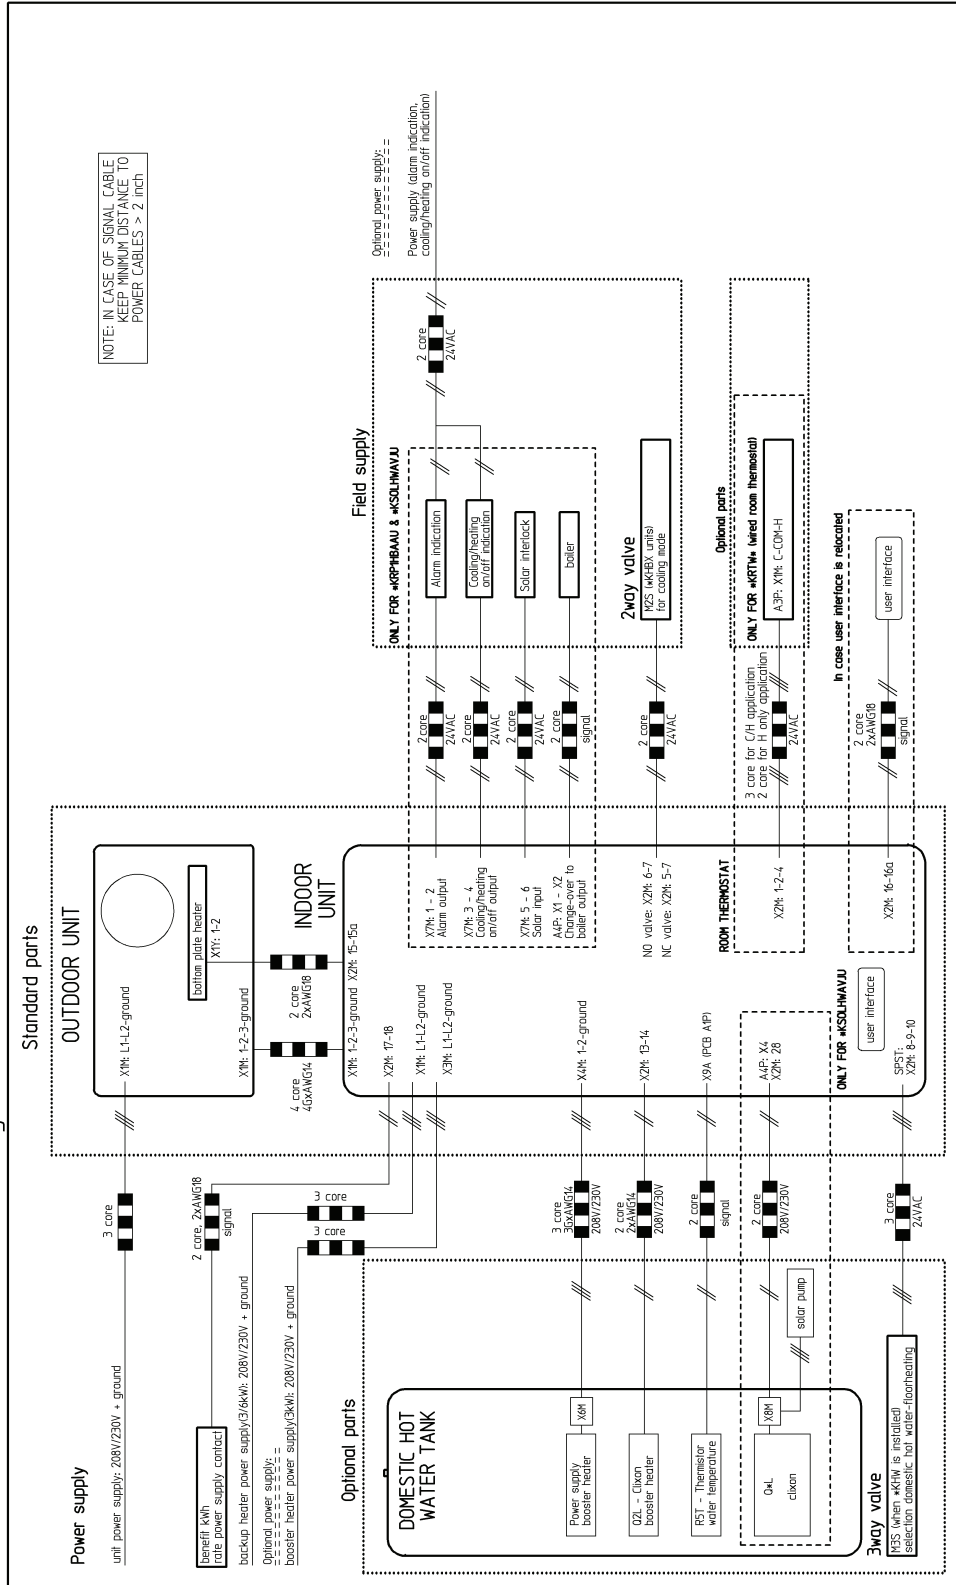 NOTE: IN CASE OF SIGNAL CABLE
KEEP MINIMUM DISTANCE TO
POWER CABLES > 2 inch
Standard parts
OUTDOOR UNIT
X1M: L1-L2-ground
bottom plate heater
X1Y: 1-2
X1M: 1-2-3-ground
4 core
4GxAWG14
2 core
2xAWG18
INDOOR
UNIT
X1M: 1-2-3-ground
X2M: 15-15a
X2M: 17-18
X1M: L1-L2-ground
X3M: L1-L2-ground
X4M: 1-2-ground
X2M: 13-14
X9A (PCB A1P)
A4P: X4
X2M: 28
ONLY FOR *KSOLHWAVJU
user interface
SPST:
X2M: 8-9-10
X7M: 1 - 2
Alarm output
X7M: 3 - 4
Cooling/heating
on/off output
X7M: 5 - 6
Solar input
A4P: X1 - X2
Change-over to
boiler output
NO valve: X2M: 6-7
NC valve: X2M: 5-7
ROOM THERMOSTAT
X2M: 1-2-4
X2M: 16-16a
Power supply
unit power supply: 208V/230V + ground
3 core
benefit kWh
rate power supply contact
2 core, 2xAWG18
signal
backup heater power supply(3/6kW): 208V/230V + ground
3 core
Optional power supply:
booster heater power supply(3kW): 208V/230V + ground
3 core
Optional parts
DOMESTIC HOT
WATER TANK
Power supply
booster heater
X6M
3 core
3GxAWG14
208V/230V
Q2L - Clixon
booster heater
2 core
2xAWG14
208V/230V
R5T - Thermistor
water temperature
2 core
signal
Q*L
clixon
X8M
solar pump
2 core
208V/230V
3way valve
M3S (when *KHW is installed)
selection domestic hot water-floorheating
3 core
24VAC
Field supply
ONLY FOR *KRP1HBAAU & *KSOLHWAVJU
2 core
24VAC
Alarm indication
2 core
24VAC
Cooling/heating
on/off indication
2 core
24VAC
Solar interlock
2 core
signal
boiler
2 core
24VAC
Optional power supply:
Power supply (alarm indication,
cooling/heating on/off indication)
2way valve
M2S (*KHBX units)
for cooling mode
2 core
24VAC
Optional parts
ONLY FOR *KRTW* (wired room thermostat)
A3P: X1M: C-COM-H
3 core for C/H application
2 core for H only application
24VAC
In case user interface is relocated
user interface
2 core
2xAWG18
signal